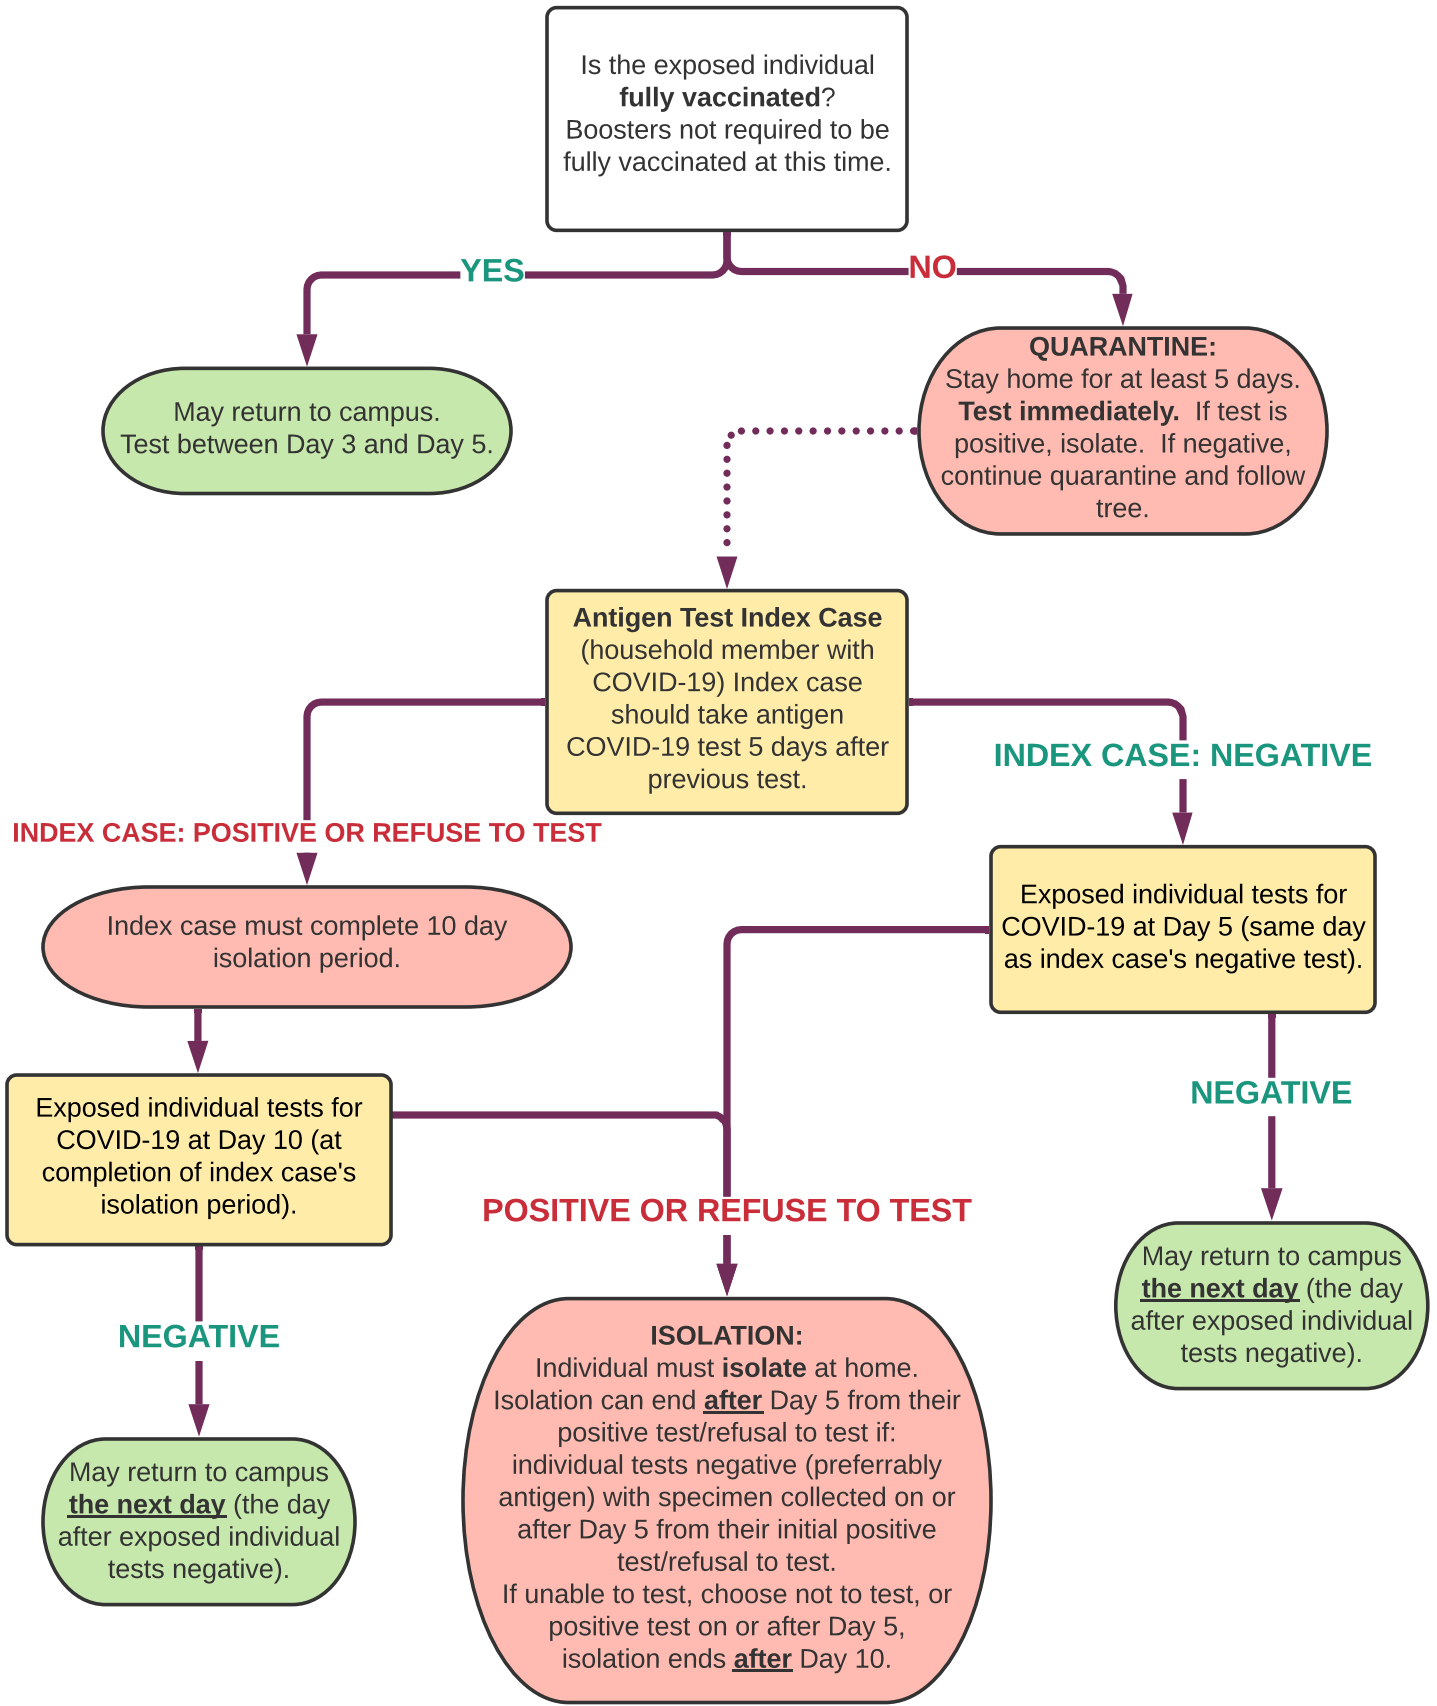 Is the exposed individual
fully vaccinated?
Boosters not required to be
fully vaccinated at this time.
YES
NO
May return to campus.
Test between Day 3 and Day 5.
QUARANTINE:
Stay home for at least 5 days.
Test immediately.  If test is
positive, isolate.  If negative,
continue quarantine and follow
tree.
Antigen Test Index Case
(household member with
COVID-19) Index case
should take antigen
COVID-19 test 5 days after
previous test.
INDEX CASE: POSITIVE OR REFUSE TO TEST
INDEX CASE: NEGATIVE
Index case must complete 10 day
isolation period.
Exposed individual tests for
COVID-19 at Day 5 (same day
as index case's negative test).
Exposed individual tests for
COVID-19 at Day 10 (at
completion of index case's
isolation period).
NEGATIVE
POSITIVE OR REFUSE TO TEST
NEGATIVE
May return to campus
the next day (the day
after exposed individual
tests negative).
ISOLATION:
Individual must isolate at home.
Isolation can end after Day 5 from their
positive test/refusal to test if:
individual tests negative (preferrably
antigen) with specimen collected on or
after Day 5 from their initial positive
test/refusal to test.
If unable to test, choose not to test, or
positive test on or after Day 5,
isolation ends after Day 10.
May return to campus
the next day (the day
after exposed individual
tests negative).